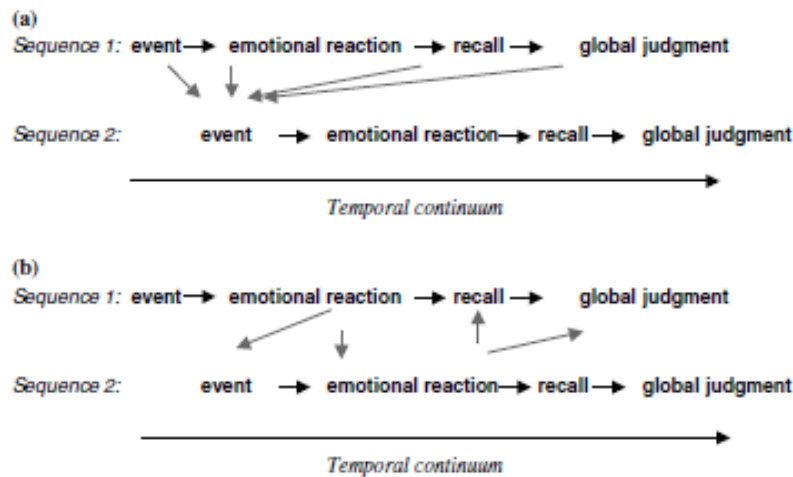 (a)
Sequence 1: event → emotional reaction → recall → global judgment
Sequence 2: event → emotional reaction → recall → global judgment
Temporal continuum
(b)
Sequence 1: event → emotional reaction → recall → global judgment
Sequence 2: event → emotional reaction → recall → global judgment
Temporal continuum